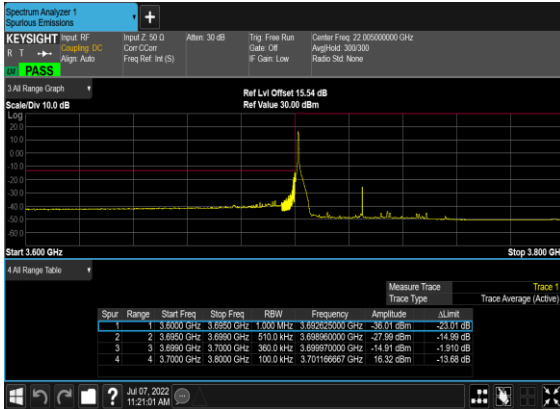 Spectrum Analyzer 1
Spurious Emissions
+
KEYSIGHT
R T
PASS
Input: RF
Coupling: DC
Align: Auto
Input Z: 50 Ω
Corr CCorr
Freq Ref: Int (S)
Atten: 30 dB
Trig: Free Run
Gate: Off
IF Gain: Low
Center Freq: 22.005000000 GHz
Avg|Hold: 300/300
Radio Std: None
3 All Range Graph
Scale/Div 10.0 dB
Ref Lvl Offset 15.54 dB
Ref Value 30.00 dBm
Log
20.0
10.0
0.00
-10.0
-20.0
-30.0
-40.0
-50.0
-60.0
Start 3.600 GHz
Stop 3.800 GH
4 All Range Table
Measure Trace Trace 1
Trace Type Trace Average (Active)
Spur Range Start Freq Stop Freq RBW Frequency Amplitude ΔLimit
1 1 3.6000 GHz 3.6950 GHz 1.000 MHz 3.692625000 GHz -36.01 dBm -23.01 dB
2 2 3.6950 GHz 3.6990 GHz 510.0 kHz 3.698960000 GHz -27.99 dBm -14.99 dB
3 3 3.6990 GHz 3.7000 GHz 360.0 kHz 3.699970000 GHz -14.91 dBm -1.910 dB
4 4 3.7000 GHz 3.8000 GHz 100.0 kHz 3.701166667 GHz 16.32 dBm -13.68 dB
?
Jul 07, 2022
11:21:01 AM